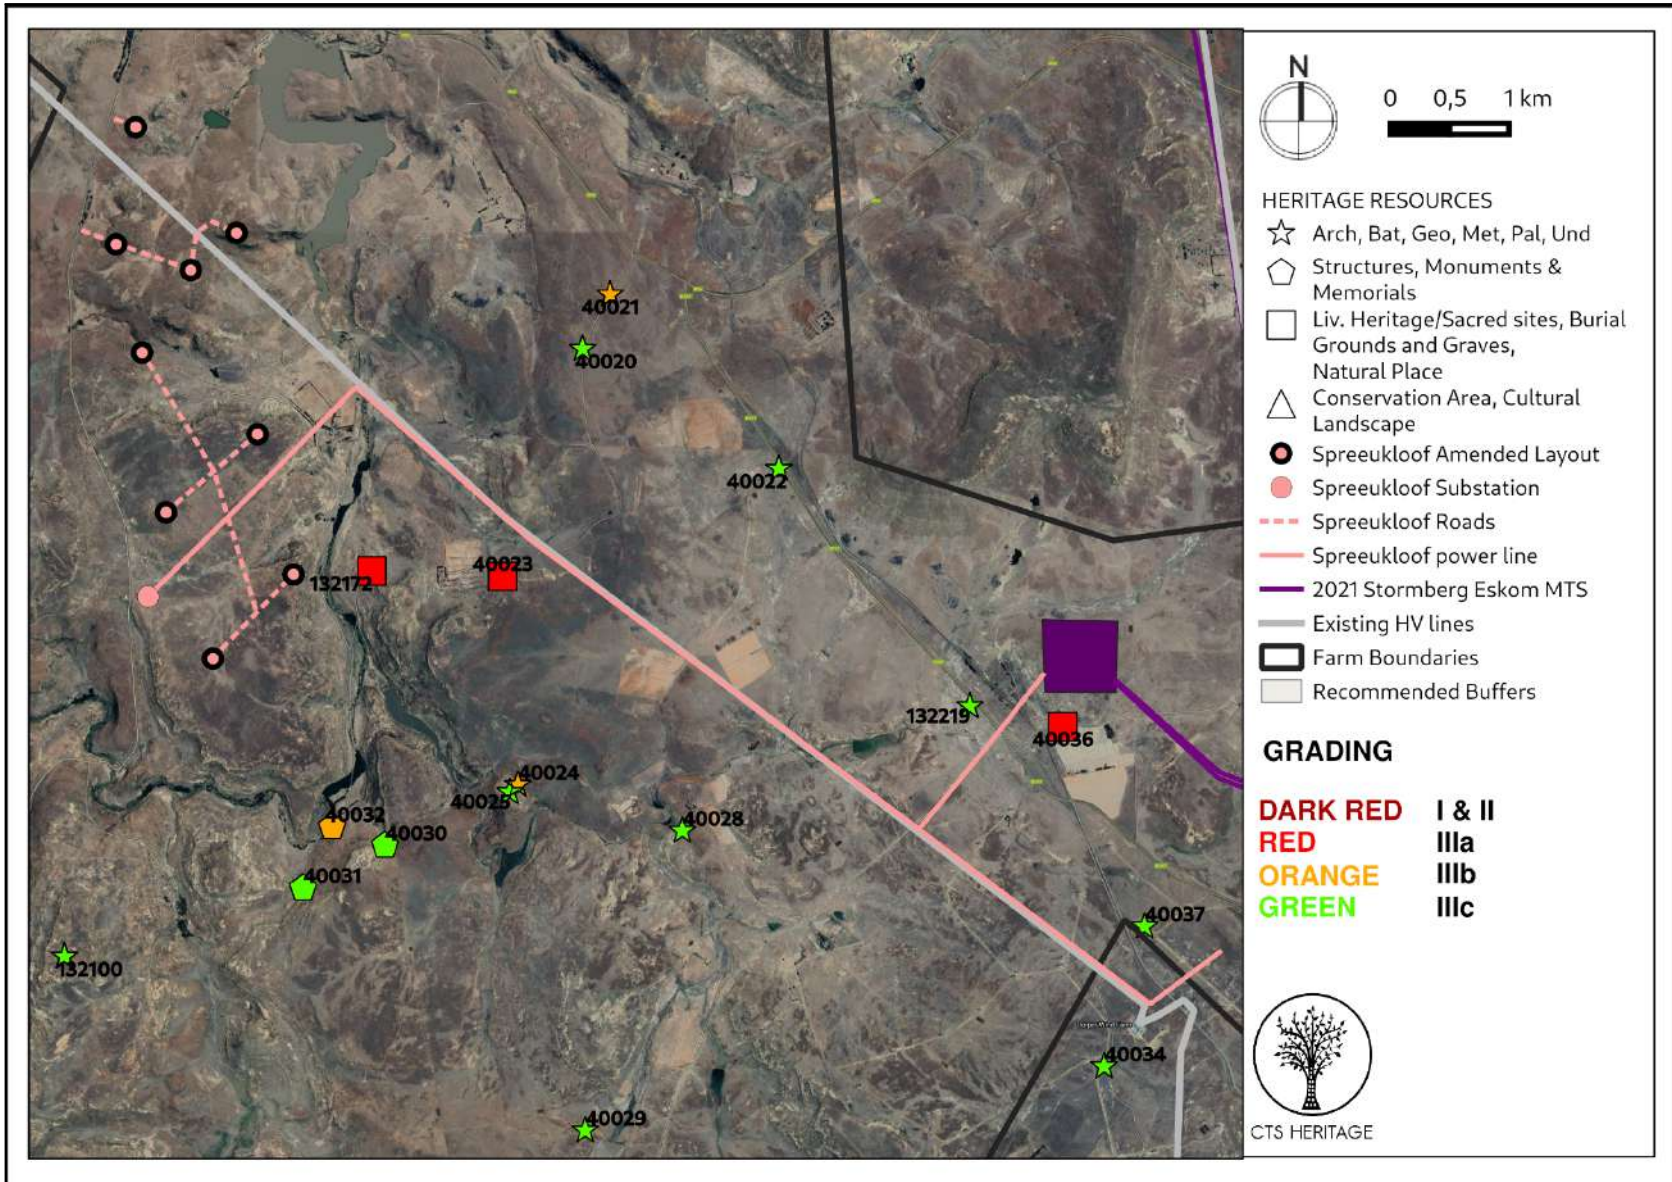 40021
40020
40022
40023
132172
132219
40036
40024
40025
40028
40032
40030
40031
132100
40037
40034
40029
N
0 0,5 1 km
HERITAGE RESOURCES
Arch, Bat, Geo, Met, Pal, Und
Structures, Monuments &
Memorials
Liv. Heritage/Sacred sites, Burial
Grounds and Graves,
Natural Place
Conservation Area, Cultural
Landscape
Spreeukloof Amended Layout
Spreeukloof Substation
Spreeukloof Roads
Spreeukloof power line
2021 Stormberg Eskom MTS
Existing HV lines
Farm Boundaries
Recommended Buffers
GRADING
DARK RED I & II
RED IIIa
ORANGE IIIb
GREEN IIIc
CTS HERITAGE